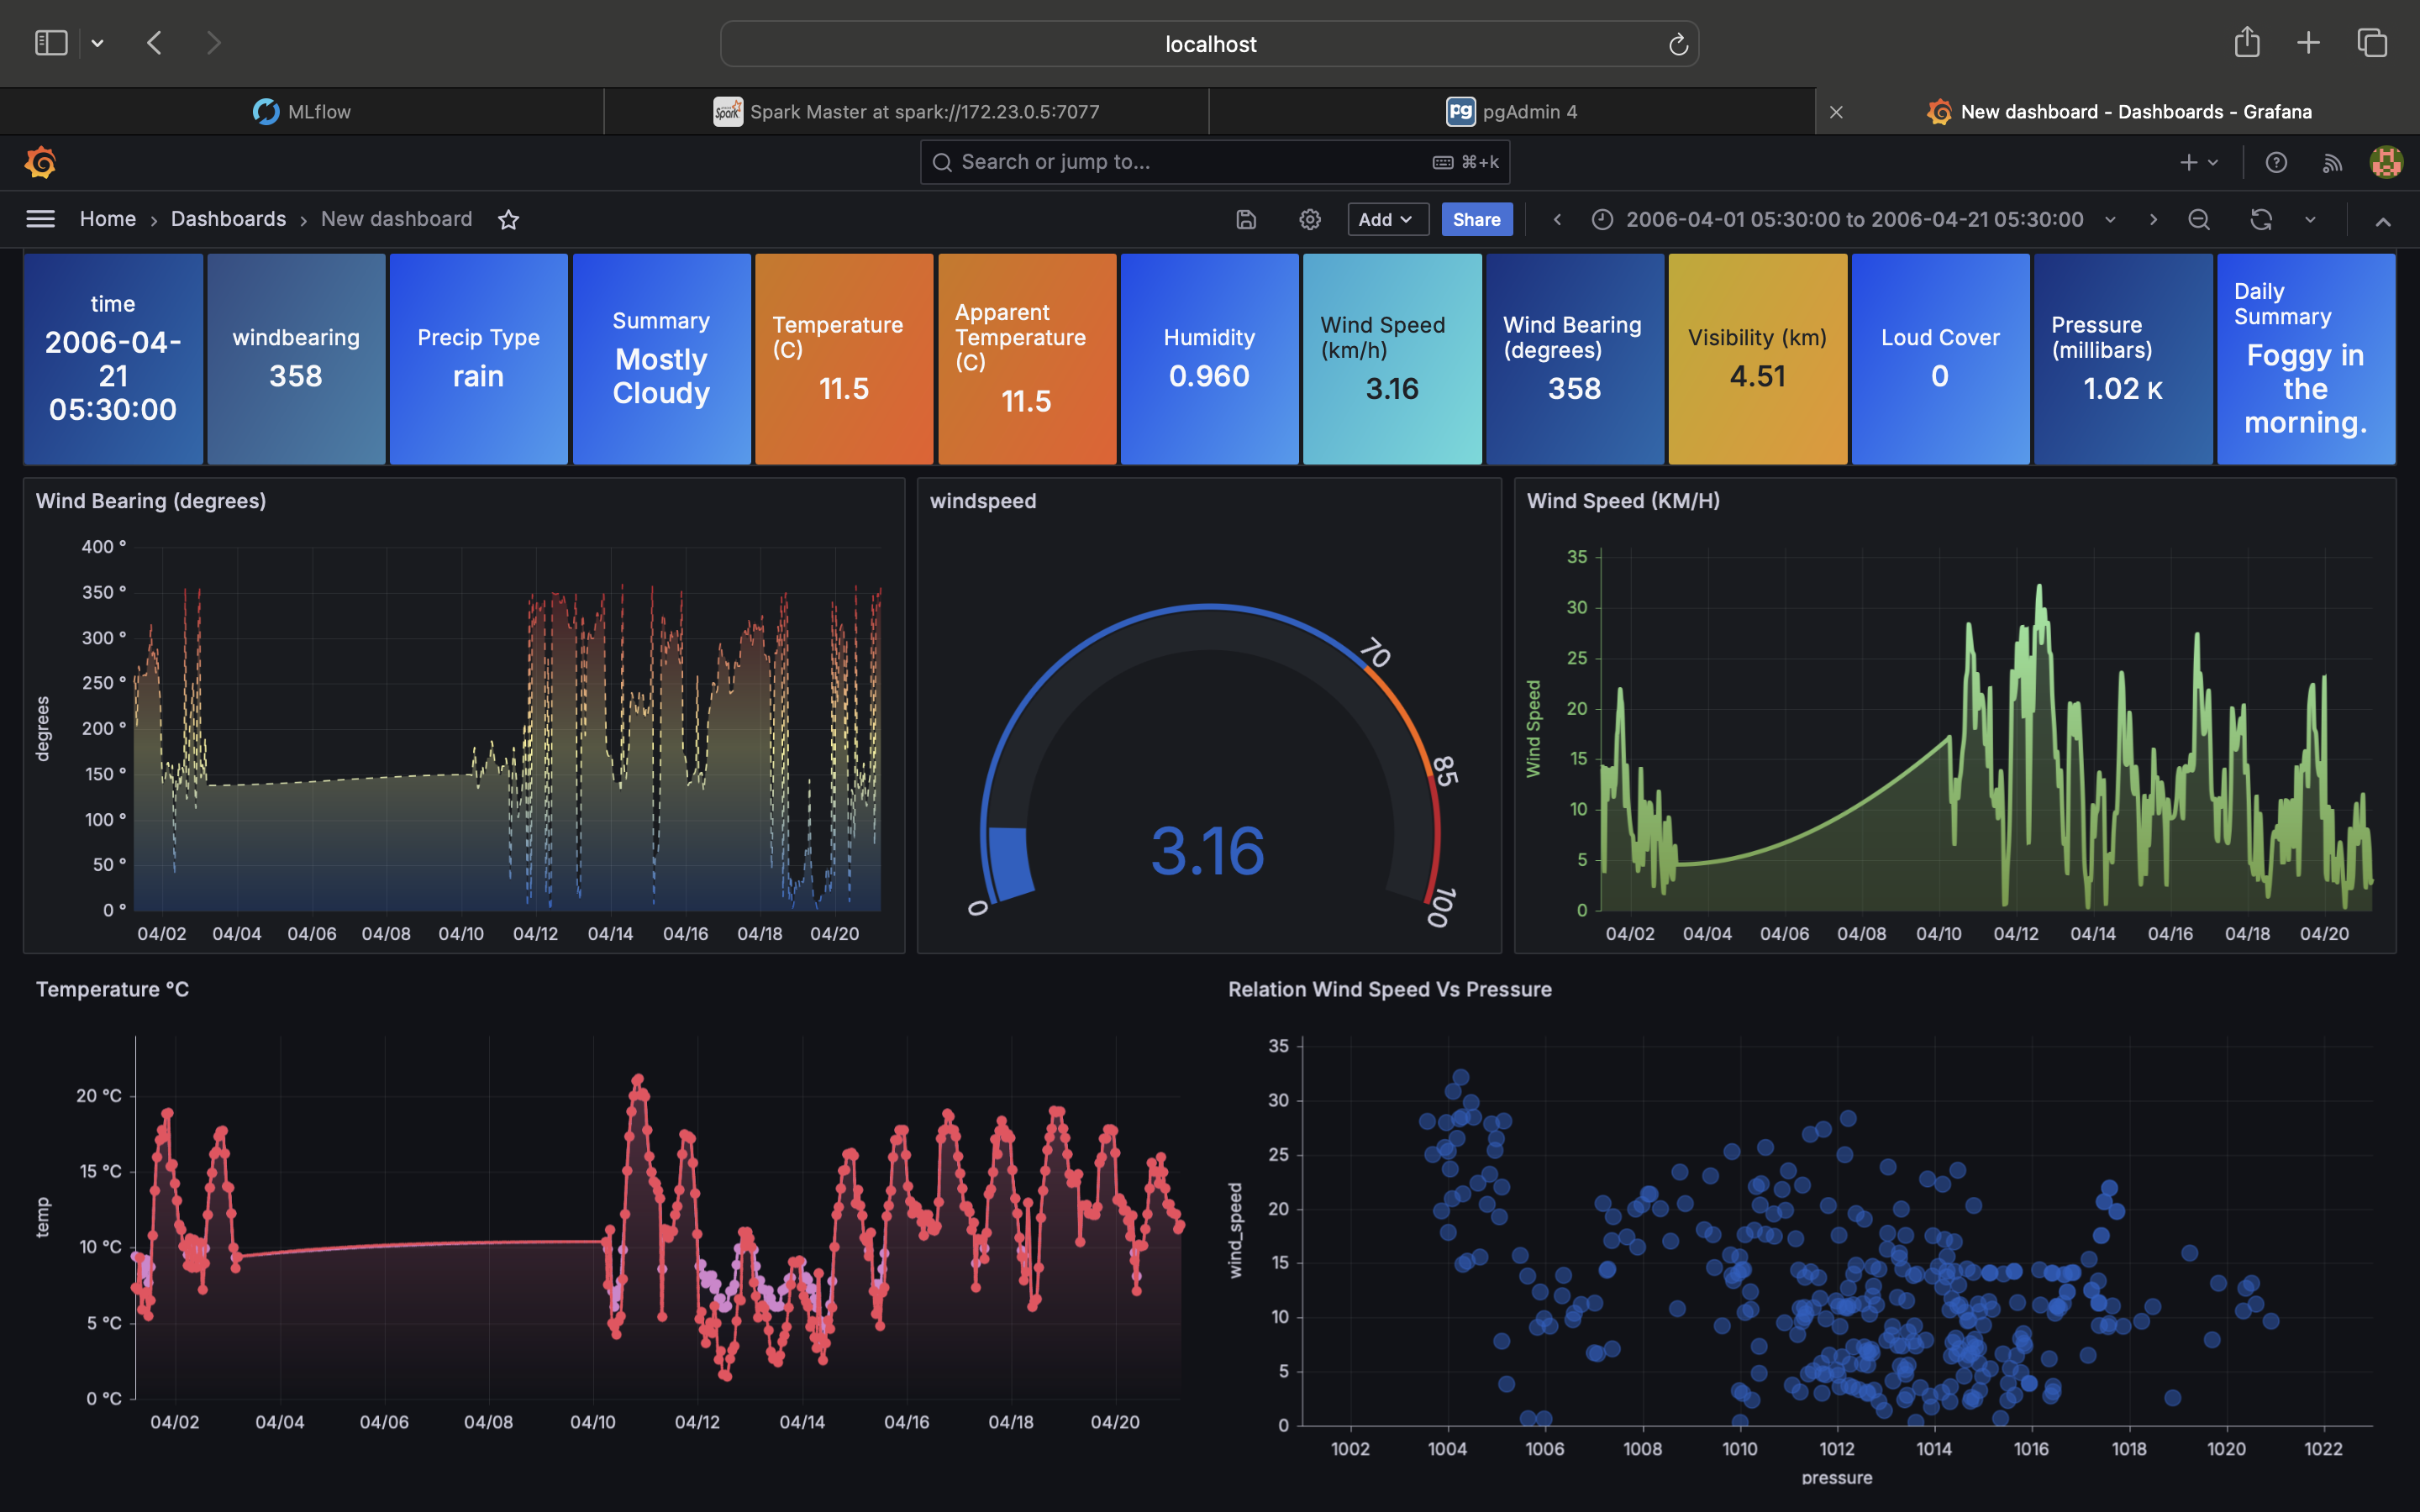 localhost
MLflow
Spark Master at spark://172.23.0.5:7077
pgAdmin 4
New dashboard - Dashboards - Grafana
Search or jump to...
⌘+k
Home › Dashboards › New dashboard
Add
Share
2006-04-01 05:30:00 to 2006-04-21 05:30:00
time
2006-04-
21
05:30:00
windbearing
358
Precip Type
rain
Summary
Mostly
Cloudy
Temperature
(C)
11.5
Apparent
Temperature
(C)
11.5
Humidity
0.960
Wind Speed
(km/h)
3.16
Wind Bearing
(degrees)
358
Visibility (km)
4.51
Loud Cover
0
Pressure
(millibars)
1.02 K
Daily
Summary
Foggy in
the
morning.
Wind Bearing (degrees)
degrees
400 °
350 °
300 °
250 °
200 °
150 °
100 °
50 °
0 °
04/02 04/04 04/06 04/08 04/10 04/12 04/14 04/16 04/18 04/20
windspeed
0
70
85
100
3.16
Wind Speed (KM/H)
Wind Speed
35
30
25
20
15
10
5
0
04/02 04/04 04/06 04/08 04/10 04/12 04/14 04/16 04/18 04/20
Temperature °C
temp
20 °C
15 °C
10 °C
5 °C
0 °C
04/02 04/04 04/06 04/08 04/10 04/12 04/14 04/16 04/18 04/20
Relation Wind Speed Vs Pressure
wind_speed
35
30
25
20
15
10
5
0
1002 1004 1006 1008 1010 1012 1014 1016 1018 1020 1022
pressure